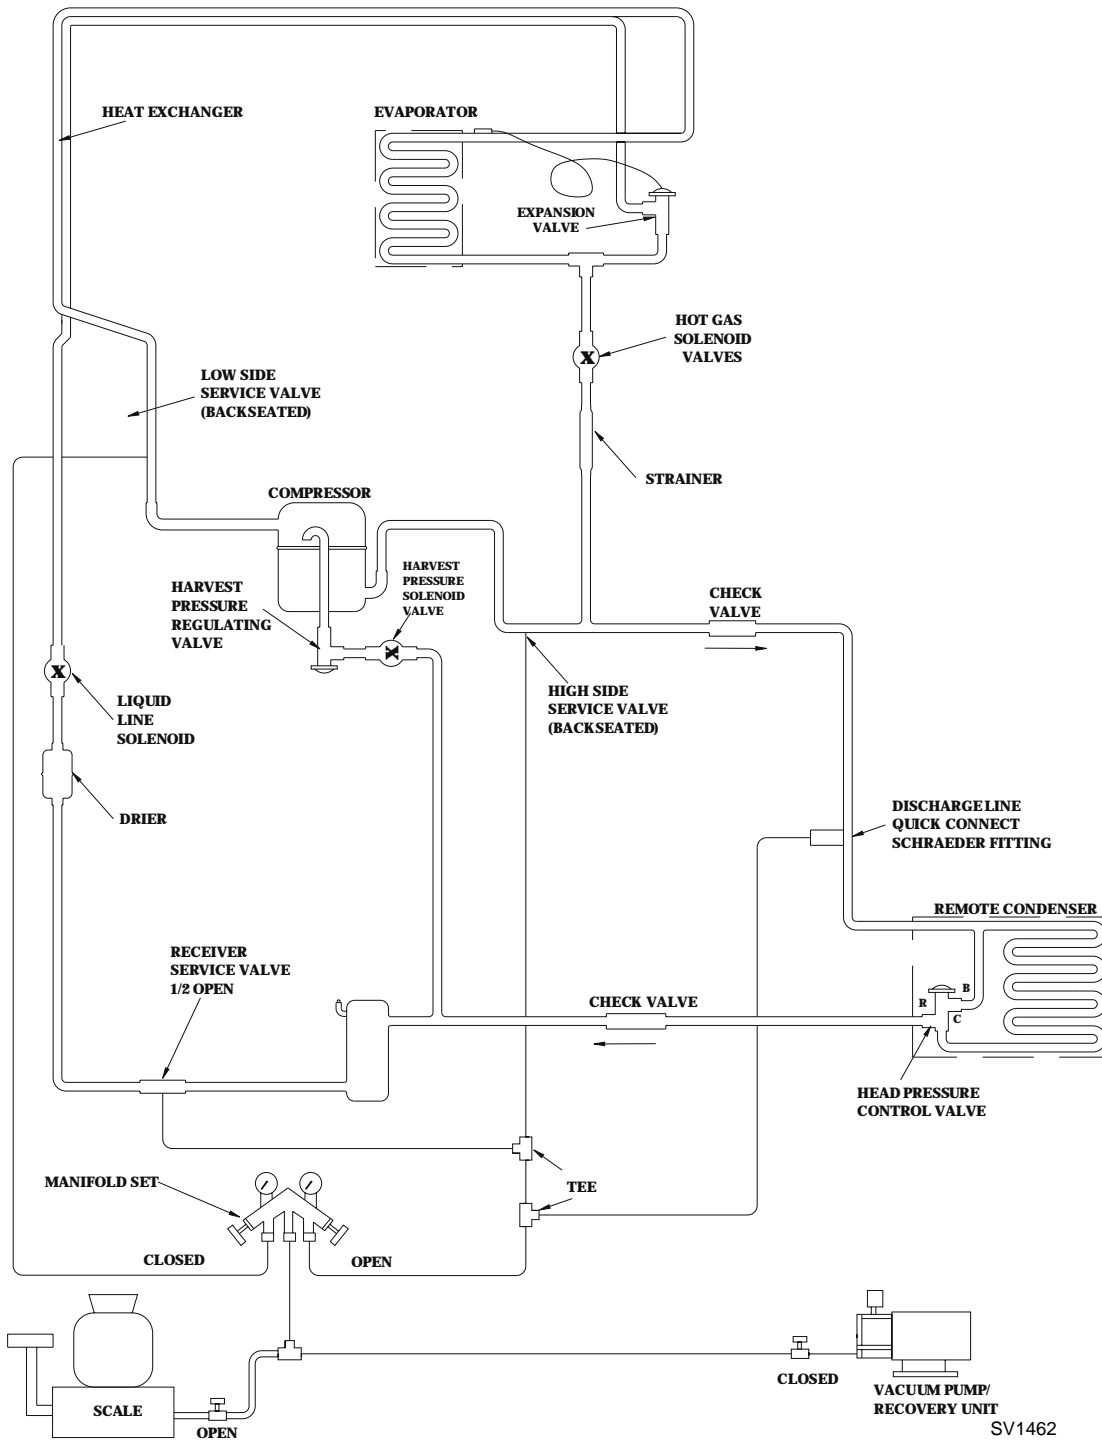 HEAT EXCHANGER
EVAPORATOR
EXPANSION
VALVE
HOT GAS
SOLENOID
VALVES
X
LOW SIDE
SERVICE VALVE
(BACKSEATED)
STRAINER
COMPRESSOR
HARVEST
PRESSURE
SOLENOID
VALVE
HARVEST
PRESSURE
REGULATING
VALVE
CHECK
VALVE
X
X
LIQUID
LINE
SOLENOID
HIGH SIDE
SERVICE VALVE
(BACKSEATED)
DRIER
DISCHARGE LINE
QUICK CONNECT
SCHRAEDER FITTING
REMOTE CONDENSER
RECEIVER
SERVICE VALVE
1/2 OPEN
CHECK VALVE
B
R
C
HEAD PRESSURE
CONTROL VALVE
MANIFOLD SET
TEE
CLOSED
OPEN
CLOSED
SCALE
OPEN
VACUUM PUMP/
RECOVERY UNIT
SV1462